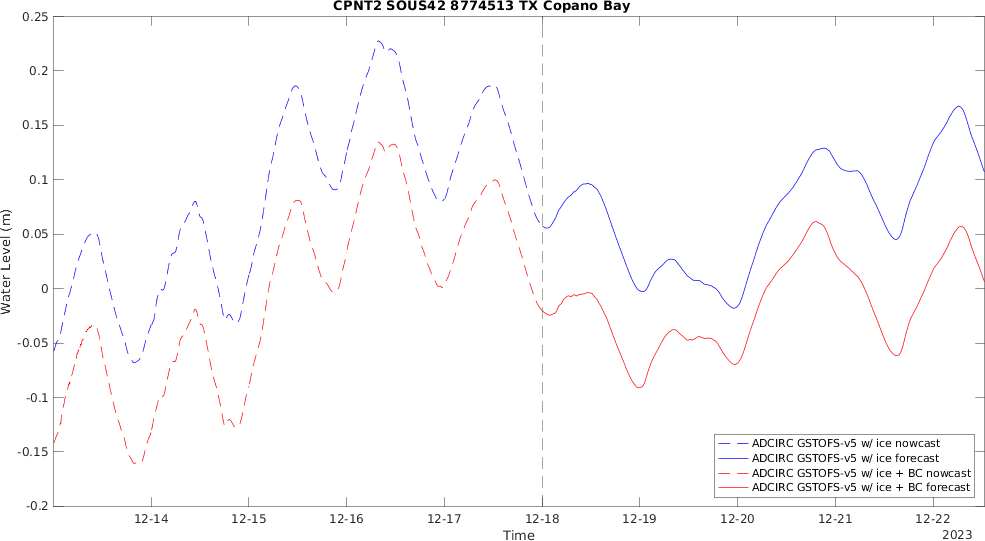 CPNT2 SOUS42 8774513 TX Copano Bay
0.25
0.2
0.15
0.1
0.05
0
-0.05
-0.1
-0.15
-0.2
Water Level (m)
12-14 12-15 12-16 12-17 12-18 12-19 12-20 12-21 12-22
Time
2023
ADCIRC GSTOFS-v5 w/ ice nowcast
ADCIRC GSTOFS-v5 w/ ice forecast
ADCIRC GSTOFS-v5 w/ ice + BC nowcast
ADCIRC GSTOFS-v5 w/ ice + BC forecast